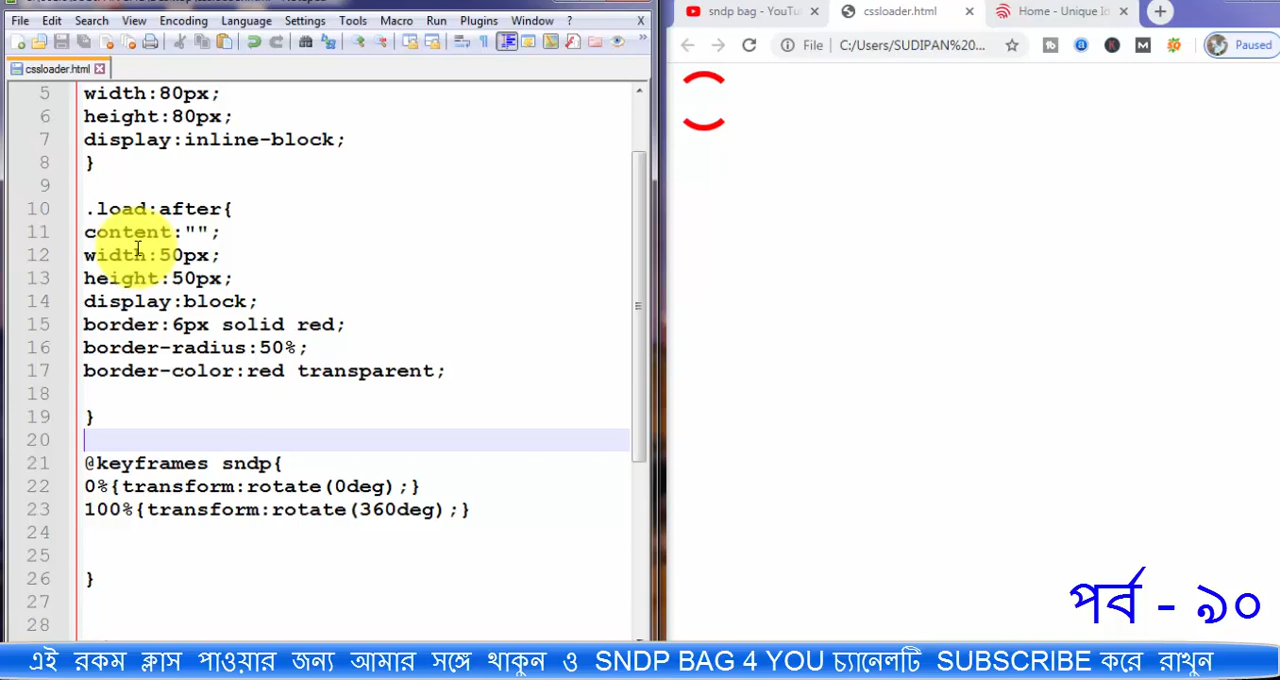 File Edit Search View Encoding Language Settings Tools Macro Run Plugins Window ? X
cssloader.html
5 width:80px;
6 height:80px;
7 display:inline-block;
8 }
9
10 .load:after{
11 content:"";
12 width:50px;
13 height:50px;
14 display:block;
15 border:6px solid red;
16 border-radius:50%;
17 border-color:red transparent;
18
19 }
20
21 @keyframes sndp{
22 0%{transform:rotate(0deg);}
23 100%{transform:rotate(360deg);}
24
25
26 }
27
28
sndp bag - YouTu
cssloader.html
Home - Unique Id
File C:/Users/SUDIPAN%20...
Paused
পর্ব - ৯০
এই রকম ক্লাস পাওয়ার জন্য আমার সঙ্গে থাকুন ও SNDP BAG 4 YOU চ্যানেলটি SUBSCRIBE করে রাখুন